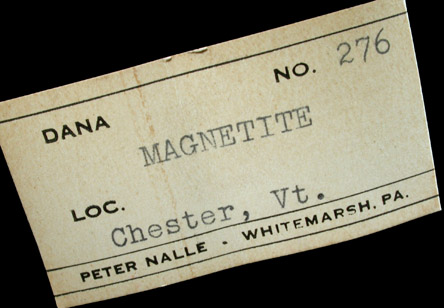 DANA NO. 276
MAGNETITE
LOC.
Chester, Vt.
PETER NALLE · WHITEMARSH, PA.